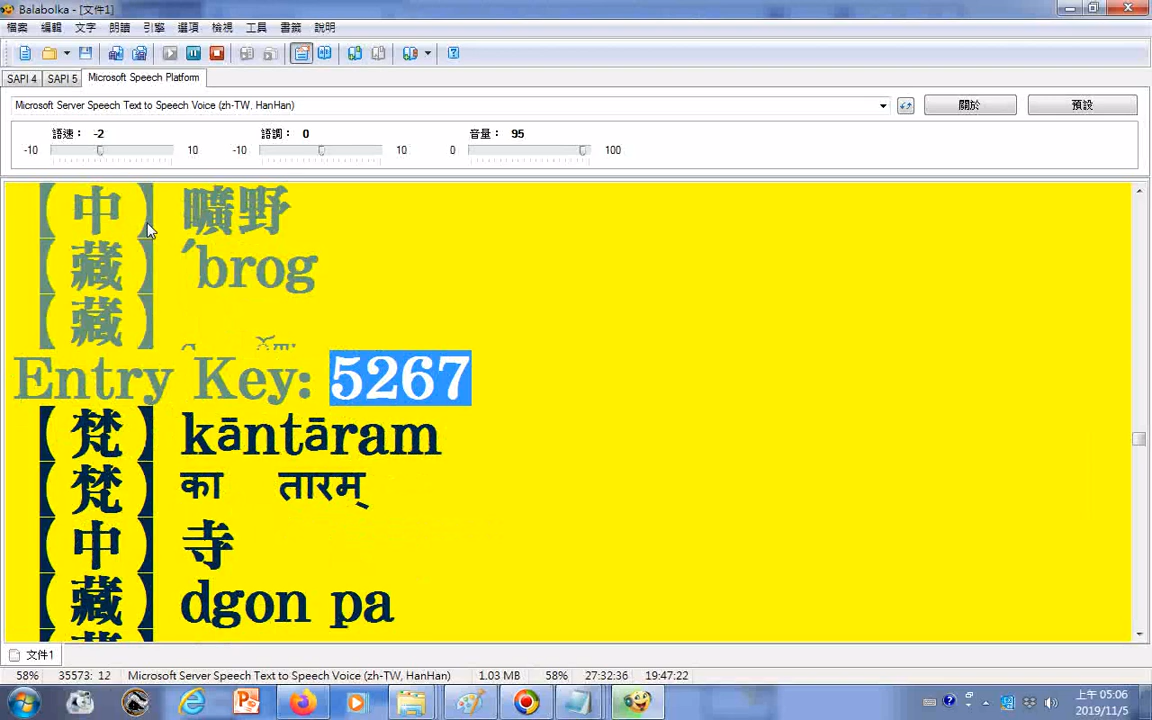 Balabolka - [文件1]
檔案 編輯 文字 朗讀 引擎 選項 檢視 工具 書籤 說明
SAPI 4 SAPI 5 Microsoft Speech Platform
Microsoft Server Speech Text to Speech Voice (zh-TW, HanHan) 關於 預設
語速： -2 語調： 0 音量： 95
-10 10 -10 10 0 100
【 中 】 曠野
【 藏 】 ′brog
【 藏 】
Entry Key: 5267
【 梵 】 kāntāram
【 梵 】 का तारम्
【 中 】 寺
【 藏 】 dgon pa
文件1
58% 35573: 12 Microsoft Server Speech Text to Speech Voice (zh-TW, HanHan) 1.03 MB 58% 27:32:36 19:47:22
上午 05:06
2019/11/5